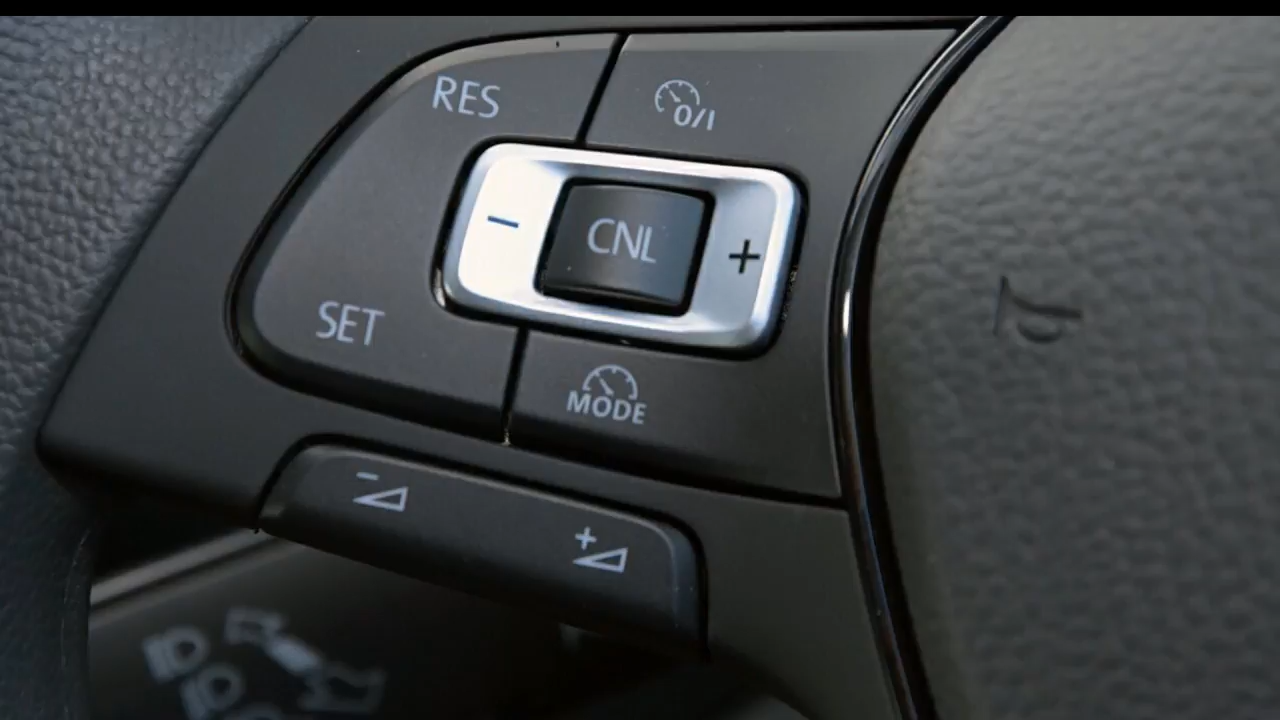 RES
0/I
− CNL +
SET
MODE
−
+